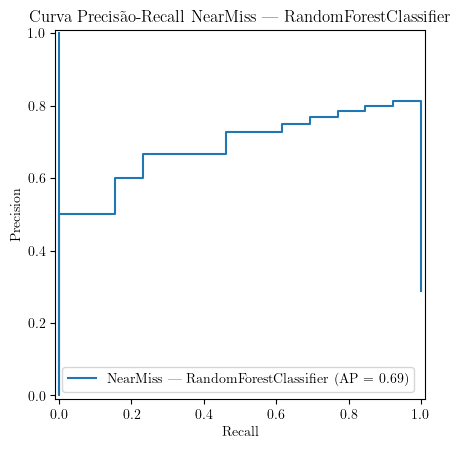 Curva Precisão-Recall NearMiss — RandomForestClassifier
1.0
0.8
0.6
0.4
0.2
0.0
Precision
NearMiss — RandomForestClassifier (AP = 0.69)
0.0 0.2 0.4 0.6 0.8 1.0
Recall